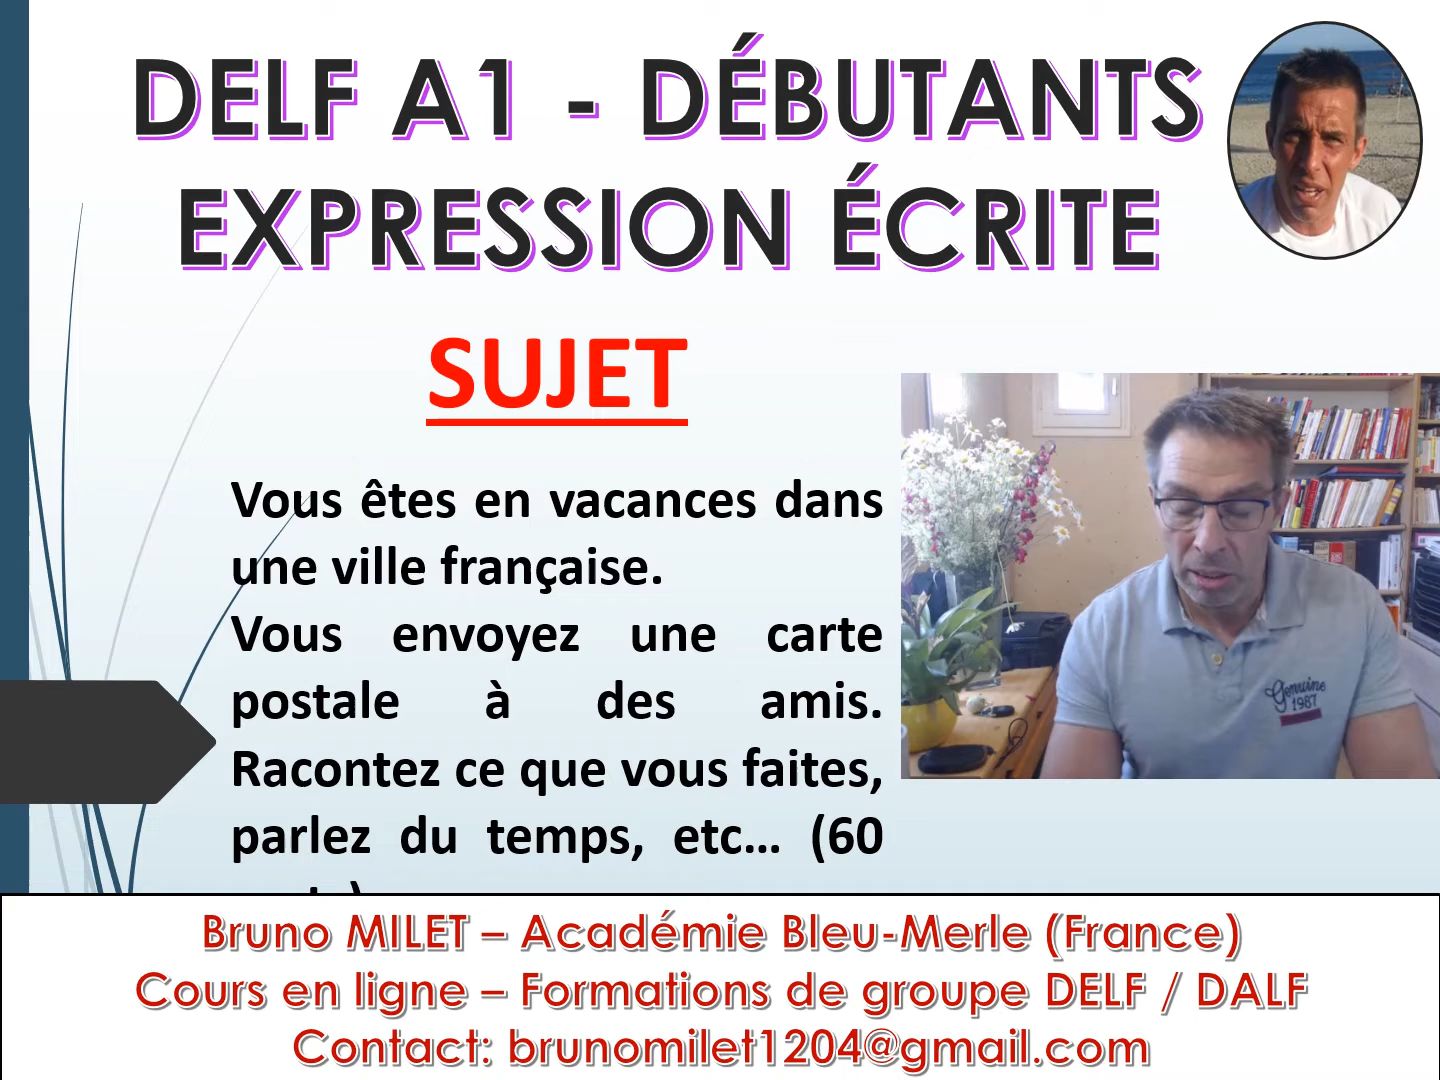 DELF A1 - DÉBUTANTS
EXPRESSION ÉCRITE
SUJET
Vous êtes en vacances dans
une ville française.
Vous envoyez une carte
postale à des amis.
Racontez ce que vous faites,
parlez du temps, etc… (60
Genuine
1987
Bruno MILET – Académie Bleu-Merle (France)
Cours en ligne – Formations de groupe DELF / DALF
Contact: brunomilet1204@gmail.com